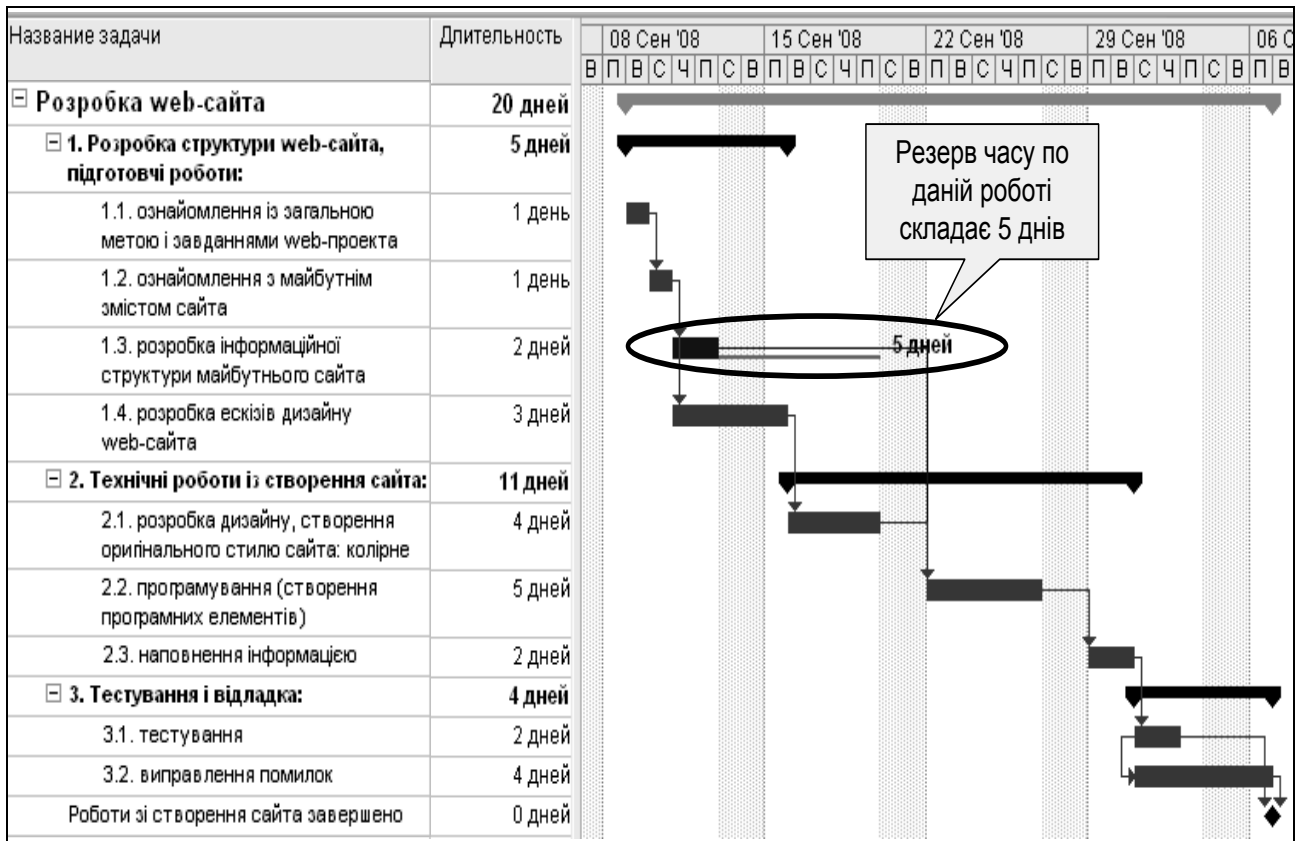 Название задачи
Длительность
08 Сен '08
15 Сен '08
22 Сен '08
29 Сен '08
06 С
В П В С Ч П С В П В С Ч П С В П В С Ч П С В П В С Ч П С В П В
Розробка web-сайта
20 дней
1. Розробка структури web-сайта,
підготовчі роботи:
5 дней
Резерв часу по
даній роботі
складає 5 днів
1.1. ознайомлення із загальною
метою і завданнями web-проекта
1 день
1.2. ознайомлення з майбутнім
змістом сайта
1 день
1.3. розробка інформаційної
структури майбутнього сайта
2 дней
5 дней
1.4. розробка ескізів дизайну
web-сайта
3 дней
2. Технічні роботи із створення сайта:
11 дней
2.1. розробка дизайну, створення
оригінального стилю сайта: колірне
4 дней
2.2. програмування (створення
програмних елементів)
5 дней
2.3. наповнення інформацією
2 дней
3. Тестування і відладка:
4 дней
3.1. тестування
2 дней
3.2. виправлення помилок
4 дней
Роботи зі створення сайта завершено
0 дней